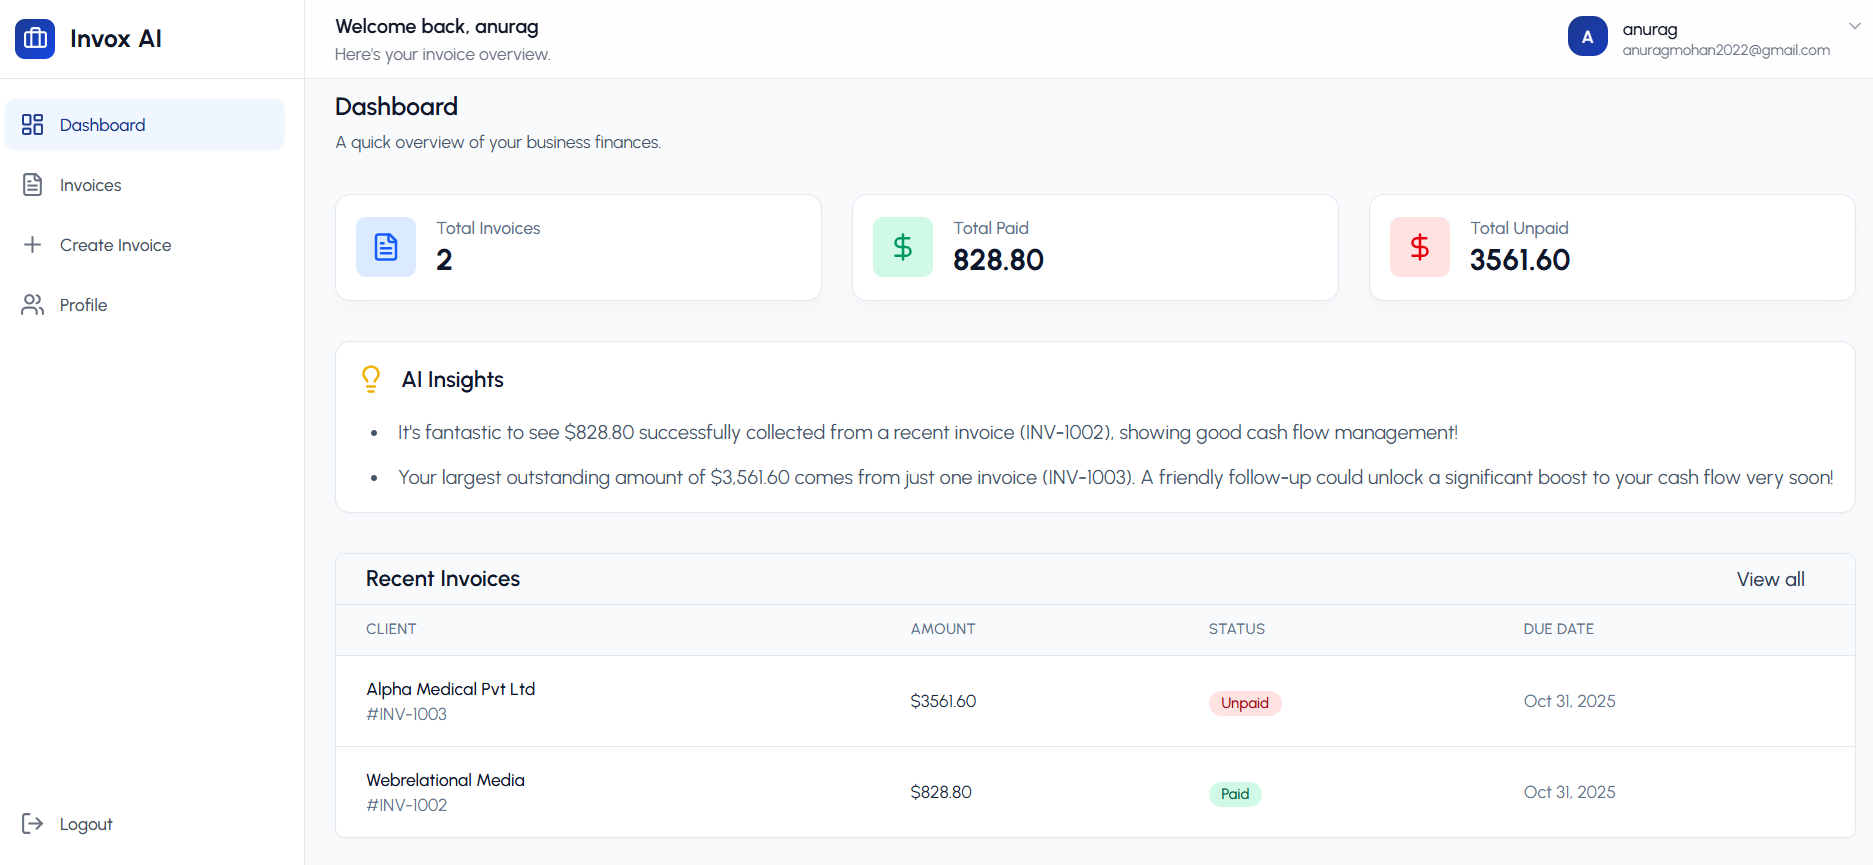 Invox AI
Welcome back, anurag
Here's your invoice overview.
A
anurag
anuragmohan2022@gmail.com
Dashboard
Invoices
Create Invoice
Profile
Logout
Dashboard
A quick overview of your business finances.
Total Invoices
2
$
Total Paid
828.80
$
Total Unpaid
3561.60
AI Insights
• It's fantastic to see $828.80 successfully collected from a recent invoice (INV-1002), showing good cash flow management!
• Your largest outstanding amount of $3,561.60 comes from just one invoice (INV-1003). A friendly follow-up could unlock a significant boost to your cash flow very soon!
Recent Invoices View all
CLIENT AMOUNT STATUS DUE DATE
Alpha Medical Pvt Ltd
#INV-1003
$3561.60 Unpaid Oct 31, 2025
Webrelational Media
#INV-1002
$828.80 Paid Oct 31, 2025